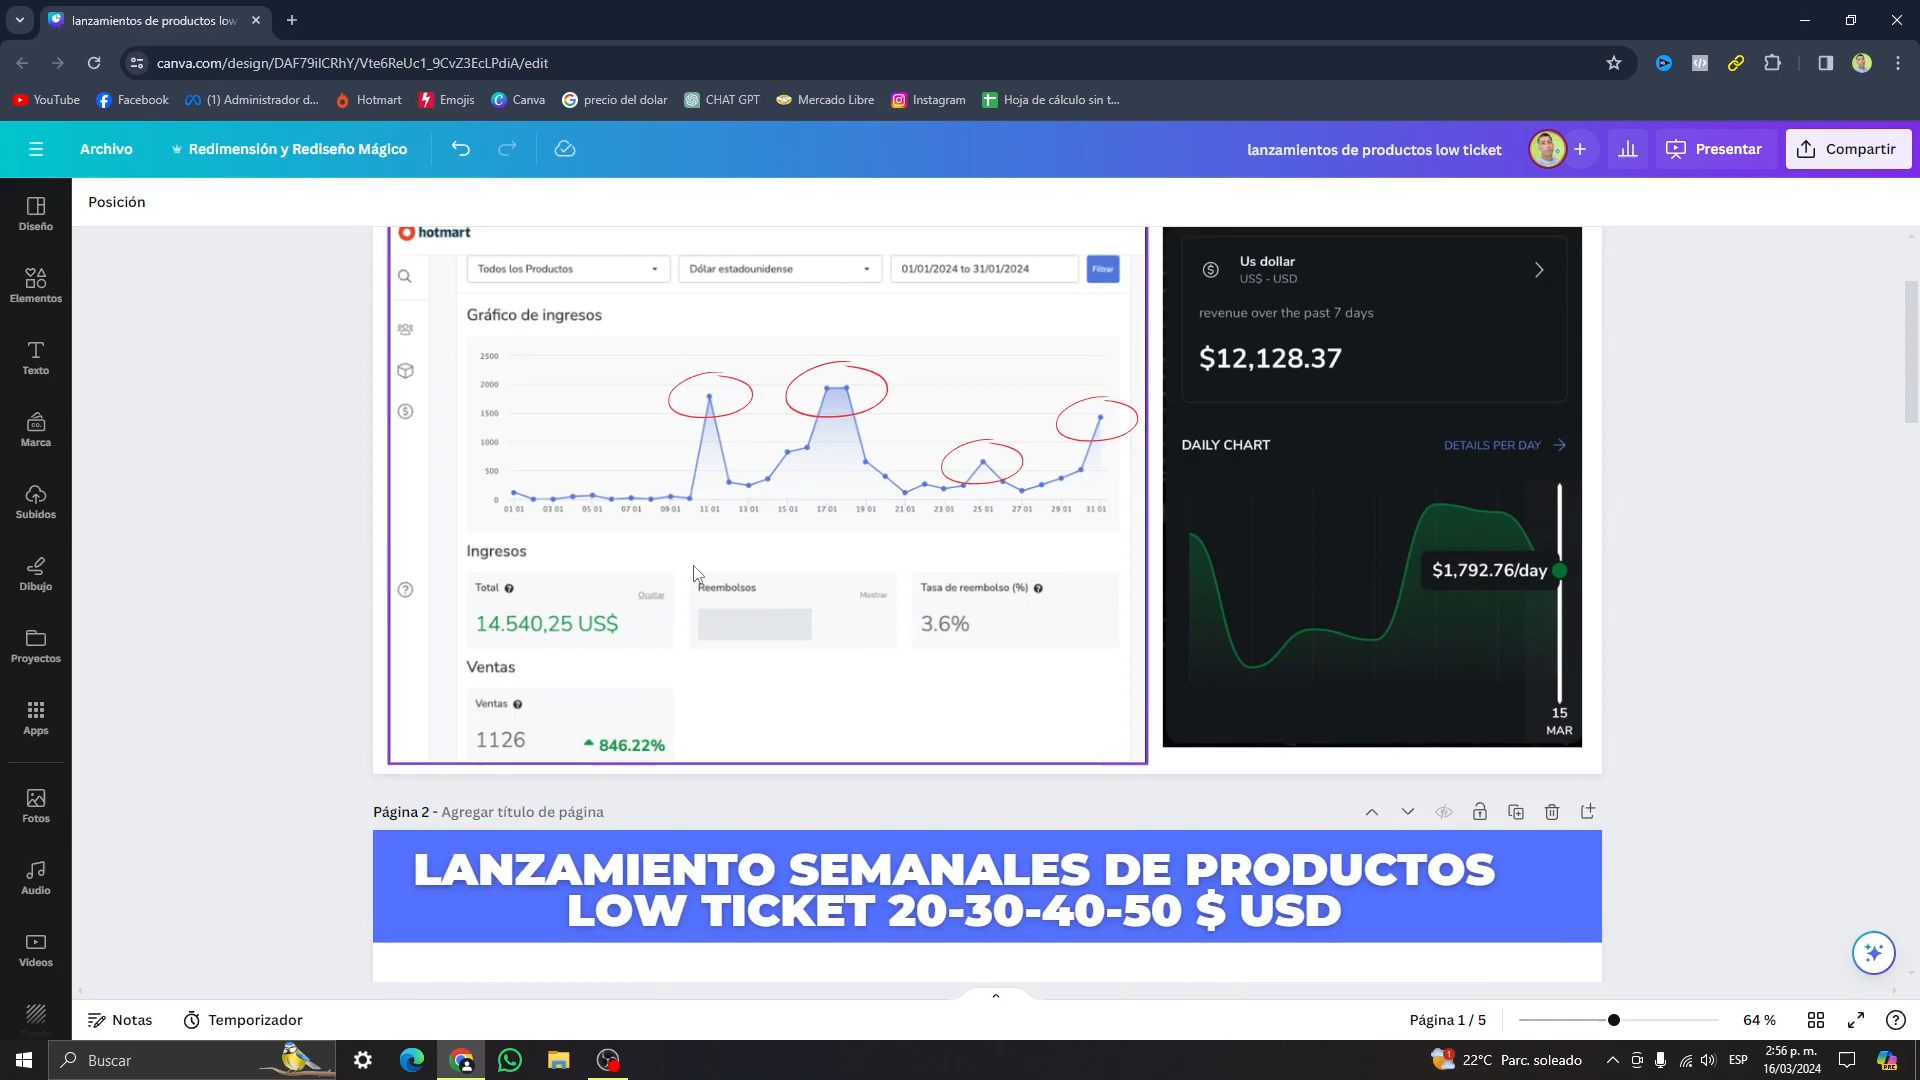 lanzamientos de productos low
canva.com/design/DAF79ilCRhY/Vte6ReUc1_9CvZ3EcLPdiA/edit
YouTube
Facebook
(1) Administrador d...
Hotmart
Emojis
Canva
precio del dolar
CHAT GPT
Mercado Libre
Instagram
Hoja de cálculo sin t...
Archivo
Redimensión y Rediseño Mágico
lanzamientos de productos low ticket
Presentar
Compartir
Posición
Diseño
Elementos
Texto
Marca
Subidos
Dibujo
Proyectos
Apps
Fotos
Audio
Videos
hotmart
Todos los Productos
Dólar estadounidense
01/01/2024 to 31/01/2024
Filtrar
Gráfico de ingresos
2500
2000
1500
1000
500
0
01 01 03 01 05 01 07 01 09 01 11 01 13 01 15 01 17 01 19 01 21 01 23 01 25 01 27 01 29 01 31 01
Ingresos
Total
Ocultar
14.540,25 US$
Reembolsos
Mostrar
Tasa de reembolso (%)
3.6%
Ventas
Ventas
1126
846.22%
Us dollar
US$ - USD
revenue over the past 7 days
$12,128.37
DAILY CHART
DETAILS PER DAY
$1,792.76/day
15
MAR
Página 2 - Agregar título de página
LANZAMIENTO SEMANALES DE PRODUCTOS
LOW TICKET 20-30-40-50 $ USD
Notas
Temporizador
Página 1 / 5
64 %
Buscar
22°C Parc. soleado
ESP
2:56 p. m.
16/03/2024